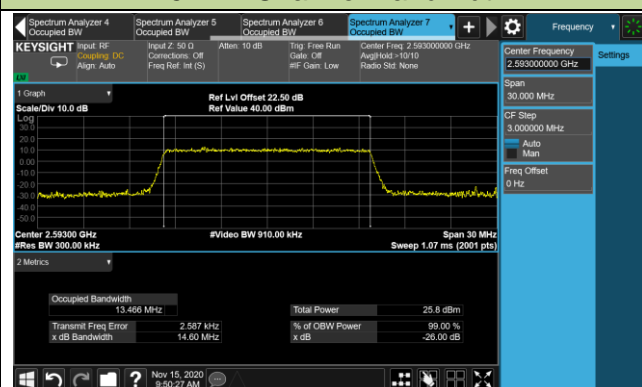 Spectrum Analyzer 4
Occupied BW
Spectrum Analyzer 5
Occupied BW
Spectrum Analyzer 6
Occupied BW
Spectrum Analyzer 7
Occupied BW
Frequency
KEYSIGHT
Input: RF
Coupling: DC
Align: Auto
Input Z: 50 Ω
Corrections: Off
Freq Ref: Int (S)
Atten: 10 dB
Trig: Free Run
Gate: Off
#IF Gain: Low
Center Freq: 2.593000000 GHz
Avg|Hold:>10/10
Radio Std: None
Center Frequency
2.593000000 GHz
Settings
Span
30.000 MHz
CF Step
3.000000 MHz
Auto
Man
Freq Offset
0 Hz
1 Graph
Scale/Div 10.0 dB
Ref Lvl Offset 22.50 dB
Ref Value 40.00 dBm
Log
30.0
20.0
10.0
0.00
-10.0
-20.0
-30.0
-40.0
-50.0
Center 2.59300 GHz
#Res BW 300.00 kHz
#Video BW 910.00 kHz
Span 30 MHz
Sweep 1.07 ms (2001 pts)
2 Metrics
Occupied Bandwidth
13.466 MHz
Total Power 25.8 dBm
Transmit Freq Error 2.587 kHz
% of OBW Power 99.00 %
x dB Bandwidth 14.60 MHz
x dB -26.00 dB
Nov 15, 2020
9:50:27 AM